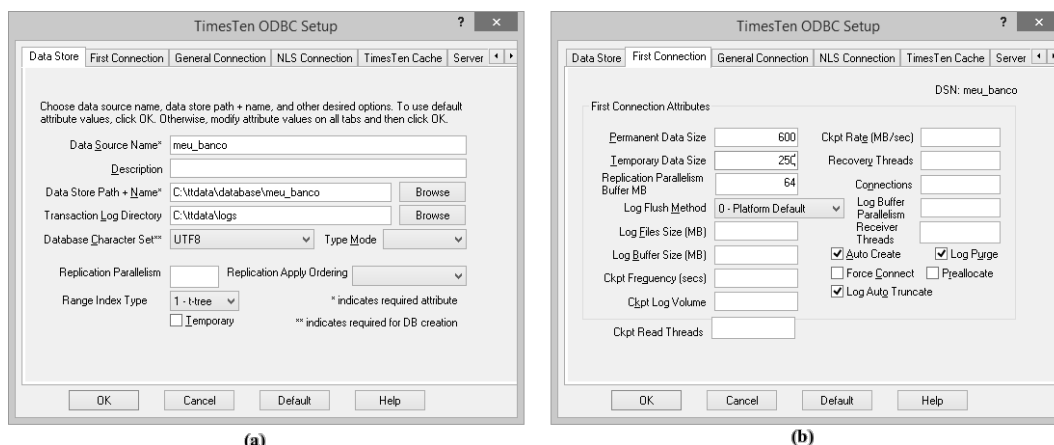 TimesTen ODBC Setup ? ×
Data Store First Connection General Connection NLS Connection TimesTen Cache Server
Choose data source name, data store path + name, and other desired options. To use default
attribute values, click OK. Otherwise, modify attribute values on all tabs and then click OK.
Data Source Name* meu_banco
Description
Data Store Path + Name* C:\ttdata\database\meu_banco Browse
Transaction Log Directory C:\ttdata\logs Browse
Database Character Set** UTF8 Type Mode
Replication Parallelism Replication Apply Ordering
Range Index Type 1 - t-tree * indicates required attribute
Temporary ** indicates required for DB creation
OK Cancel Default Help
(a)
TimesTen ODBC Setup ? ×
Data Store First Connection General Connection NLS Connection TimesTen Cache Server
DSN: meu_banco
First Connection Attributes
Permanent Data Size 600 Ckpt Rate (MB/sec)
Temporary Data Size 250 Recovery Threads
Replication Parallelism
Buffer MB 64 Connections
Log Flush Method 0 - Platform Default Log Buffer
Parallelism
Log Files Size (MB) Receiver
Threads
Log Buffer Size (MB) Auto Create Log Purge
Ckpt Frequency (secs) Force Connect Preallocate
Ckpt Log Volume Log Auto Truncate
Ckpt Read Threads
OK Cancel Default Help
(b)